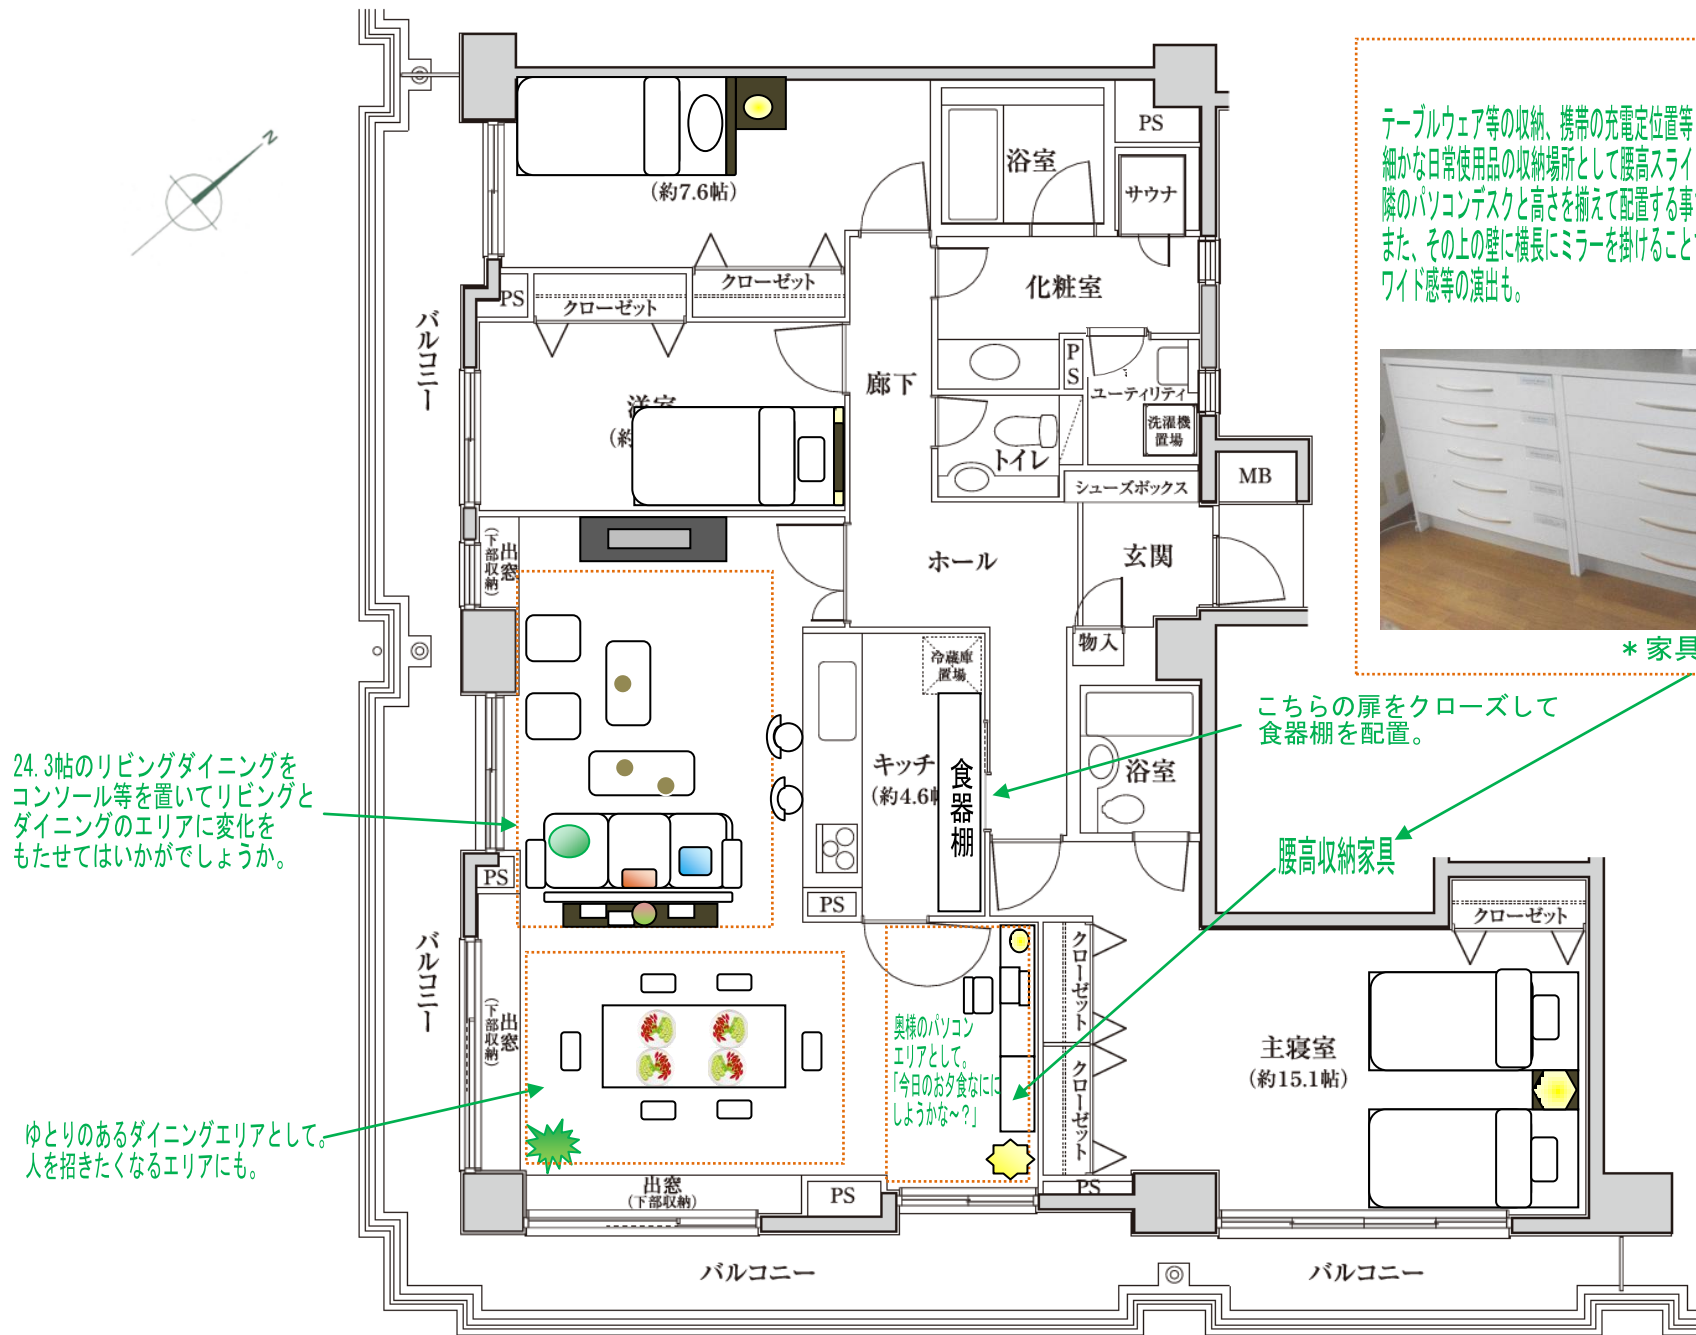 N
テーブルウェア等の収納、携帯の充電定位置等
細かな日常使用品の収納場所として腰高スライ
隣のパソコンデスクと高さを揃えて配置する事
また、その上の壁に横長にミラーを掛けること
ワイド感等の演出も。
＊家具
(約7.6帖)
浴室
PS
サウナ
クローゼット
PS
クローゼット
化粧室
バルコニー
廊下
PS
ユーティリティ
洗濯機
置場
洋室
(約
トイレ
シューズボックス
MB
出窓
(下部収納)
ホール
玄関
冷蔵庫
置場
物入
こちらの扉をクローズして
食器棚を配置。
キッチ
(約4.6
食器棚
浴室
24.3帖のリビングダイニングを
コンソール等を置いてリビングと
ダイニングのエリアに変化を
もたせてはいかがでしょうか。
腰高収納家具
PS
PS
クローゼット
バルコニー
クローゼット
出窓
(下部収納)
奥様のパソコン
エリアとして。
「今日のお夕食なにに
しようかな～？」
主寝室
(約15.1帖)
クローゼット
ゆとりのあるダイニングエリアとして。
人を招きたくなるエリアにも。
出窓
(下部収納)
PS
PS
バルコニー
バルコニー